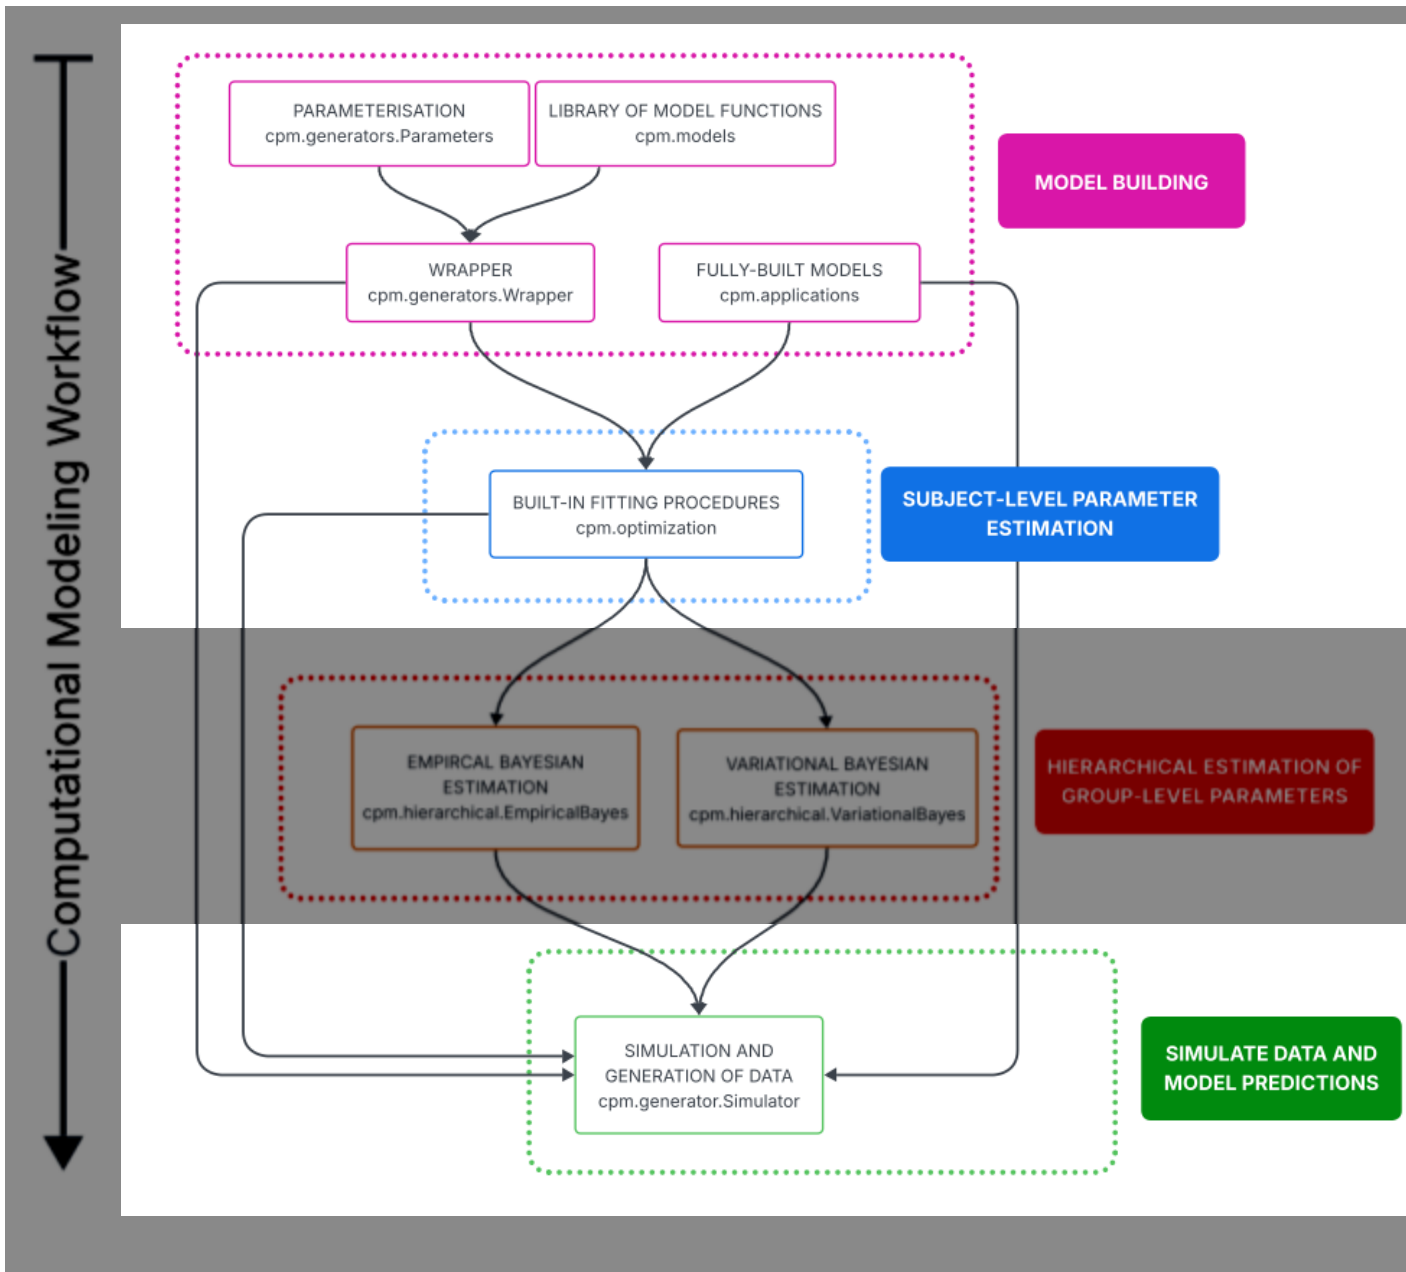 Computational Modeling Workflow
PARAMETERISATION
cpm.generators.Parameters
LIBRARY OF MODEL FUNCTIONS
cpm.models
MODEL BUILDING
WRAPPER
cpm.generators.Wrapper
FULLY-BUILT MODELS
cpm.applications
BUILT-IN FITTING PROCEDURES
cpm.optimization
SUBJECT-LEVEL PARAMETER
ESTIMATION
EMPIRCAL BAYESIAN
ESTIMATION
cpm.hierarchical.EmpiricalBayes
VARIATIONAL BAYESIAN
ESTIMATION
cpm.hierarchical.VariationalBayes
HIERARCHICAL ESTIMATION OF
GROUP-LEVEL PARAMETERS
SIMULATION AND
GENERATION OF DATA
cpm.generator.Simulator
SIMULATE DATA AND
MODEL PREDICTIONS